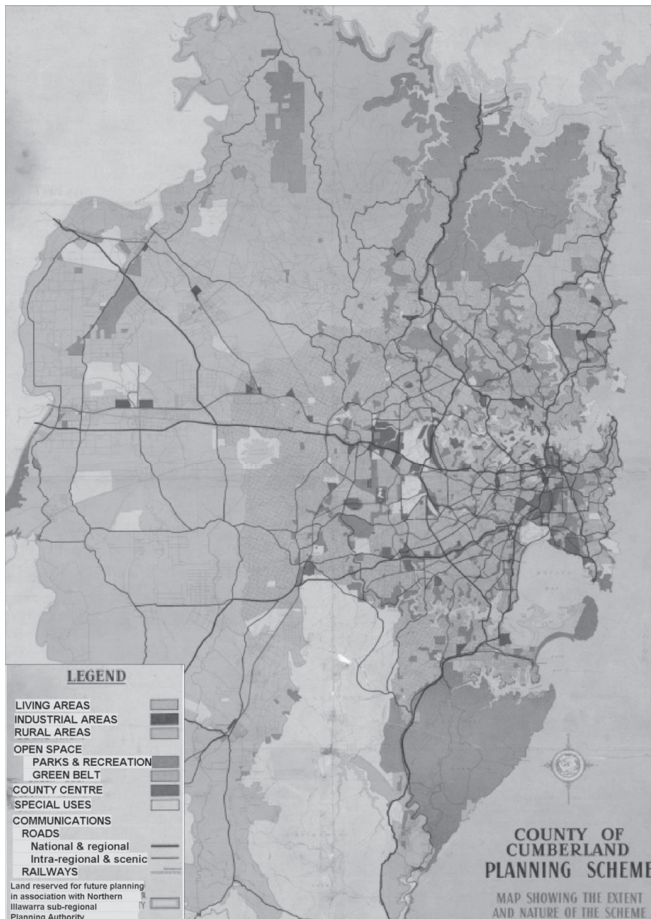 LEGEND
LIVING AREAS
INDUSTRIAL AREAS
RURAL AREAS
OPEN SPACE
PARKS & RECREATION
GREEN BELT
COUNTY CENTRE
SPECIAL USES
COMMUNICATIONS
ROADS
National & regional
Intra-regional & scenic
RAILWAYS
Land reserved for future planning
in association with Northern
Illawarra sub-regional
Planning Authority
COUNTY OF
CUMBERLAND
PLANNING SCHEME
MAP SHOWING THE EXTENT
AND NATURE OF THE SCHEME